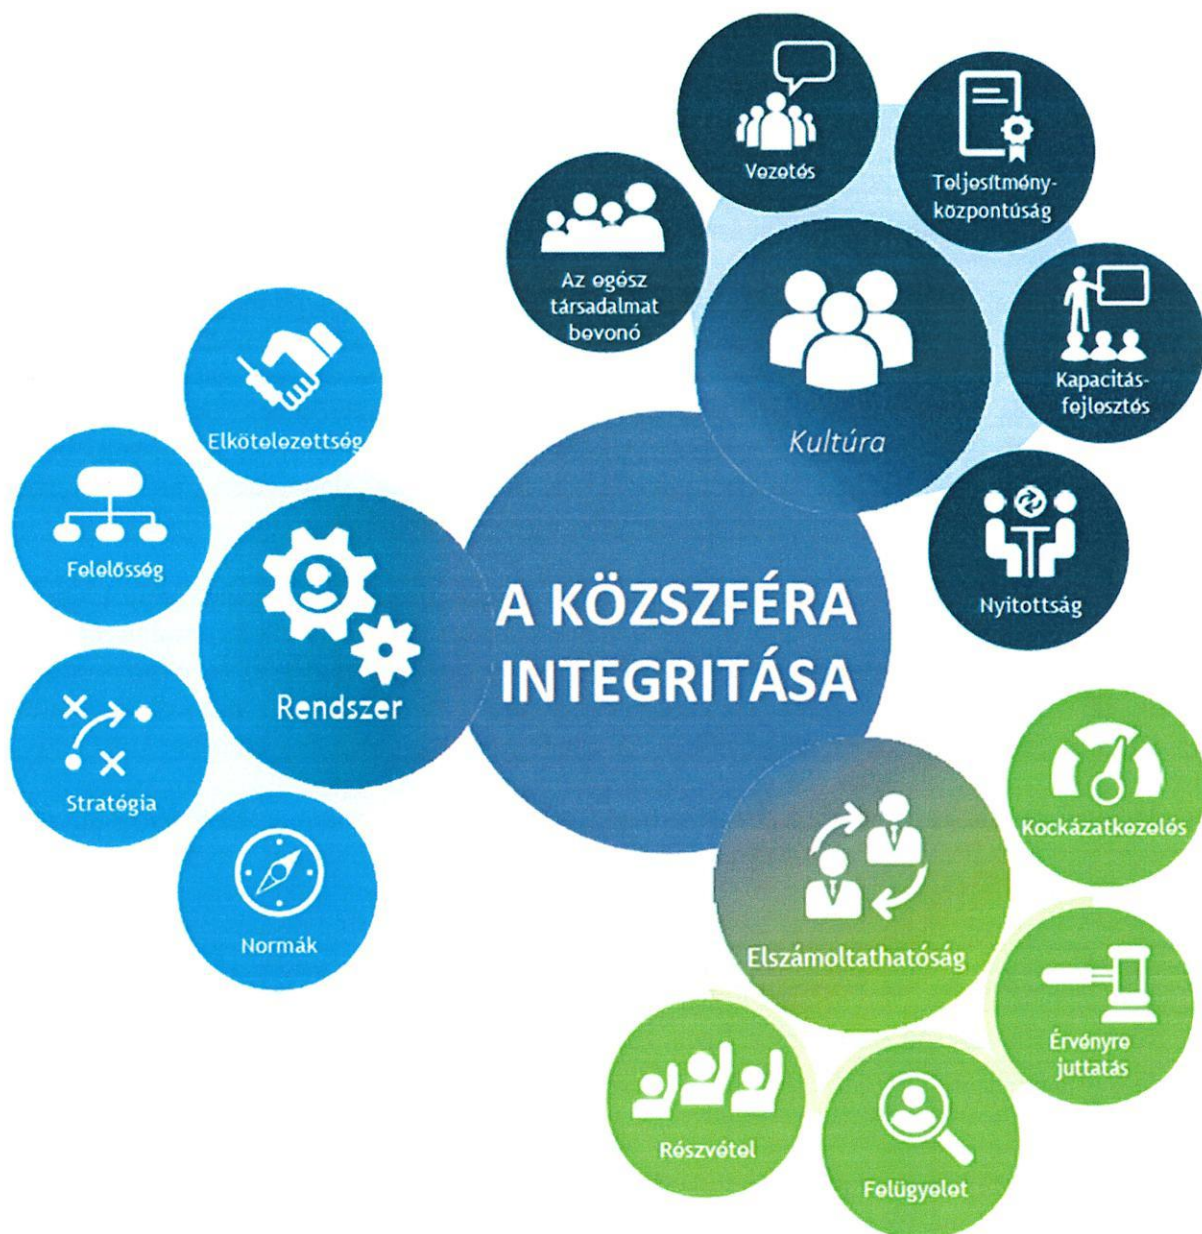 Vezetés
Teljesítmény-
központúság
Az egész
társadalmat
bevonó
Kapacitás-
fejlesztés
Kultúra
Nyitottság
Elkötelezettség
Felelősség
Rendszer
Stratégia
Normák
A KÖZSZFÉRA
INTEGRITÁSA
Kockázatkezelés
Elszámoltathatóság
Érvényre
juttatás
Részvétel
Felügyelet